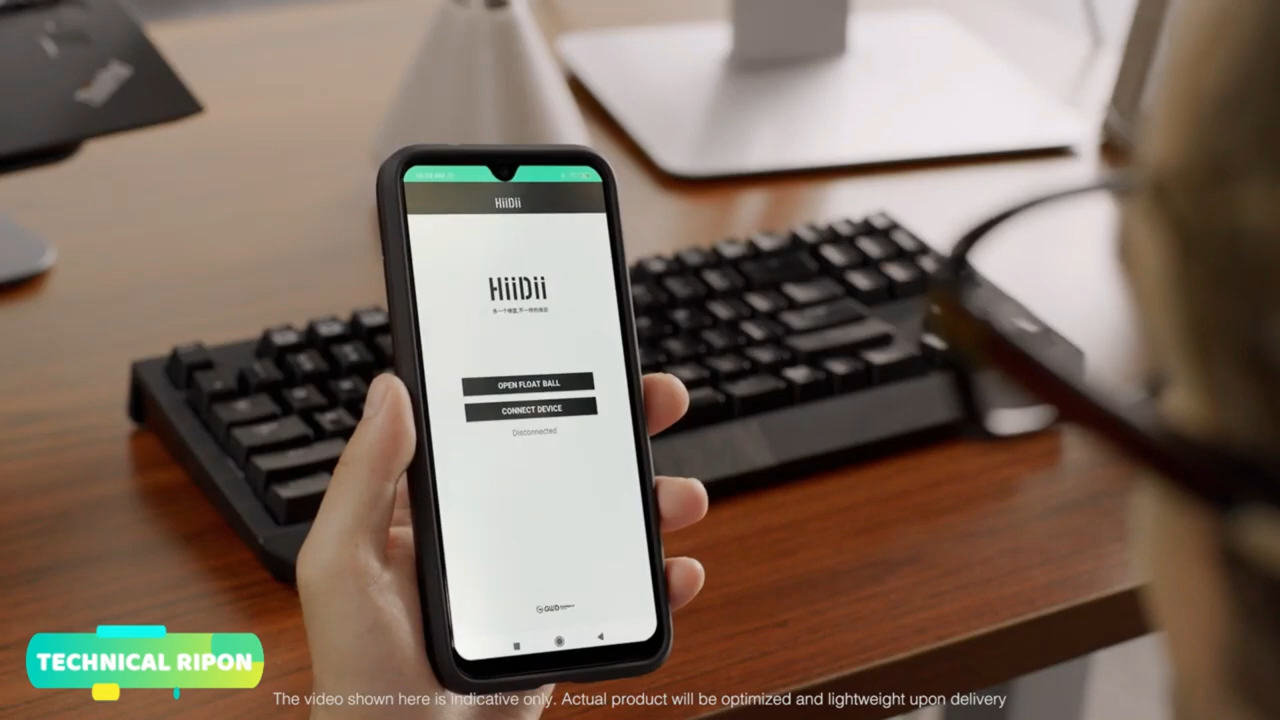 HiiDii
HiiDii
OPEN FLOAT BALL
CONNECT DEVICE
Disconnected
GWD
TECHNICAL RIPON
The video shown here is indicative only. Actual product will be optimized and lightweight upon delivery